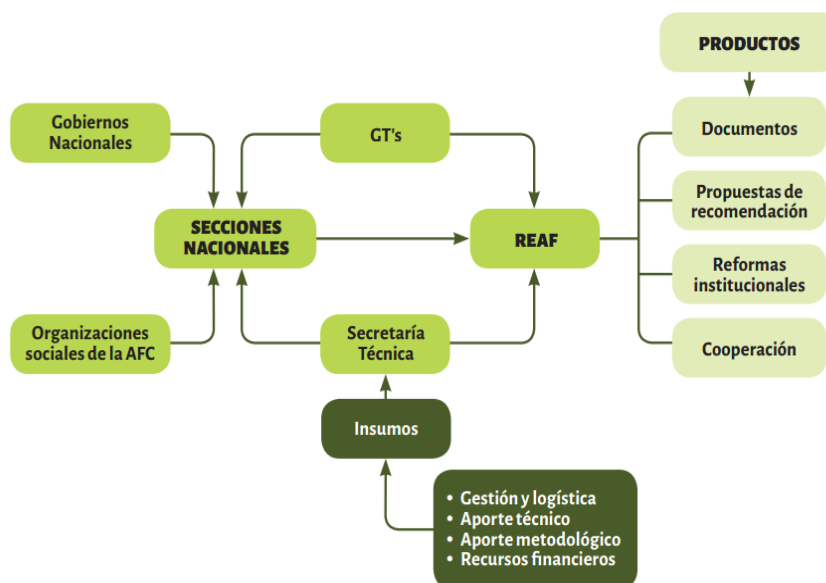 PRODUCTOS
Gobiernos
Nacionales
GT's
Documentos
Propuestas de
recomendación
SECCIONES
NACIONALES
REAF
Reformas
institucionales
Organizaciones
sociales de la AFC
Secretaría
Técnica
Cooperación
Insumos
• Gestión y logística
• Aporte técnico
• Aporte metodológico
• Recursos financieros